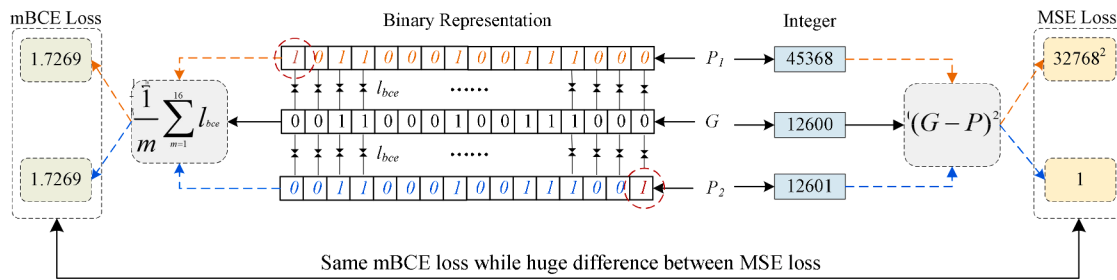 mBCE Loss
Binary Representation
Integer
MSE Loss
1.7269
1 0 1 1 0 0 0 1 0 0 1 1 1 0 0 0
P₁
45368
32768²
l_bce ......
1/m ∑_{m=1}^{16} l_bce
0 0 1 1 0 0 0 1 0 0 1 1 1 0 0 0
G
12600
(G − P)²
l_bce ......
1.7269
0 0 1 1 0 0 0 1 0 0 1 1 1 0 0 1
P₂
12601
1
Same mBCE loss while huge difference between MSE loss